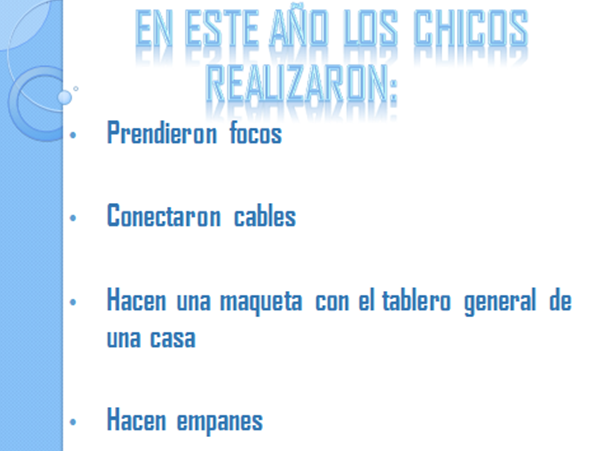 EN ESTE AÑO LOS CHICOS
REALIZARON:
• Prendieron focos
• Conectaron cables
• Hacen una maqueta con el tablero general de
una casa
• Hacen empanes